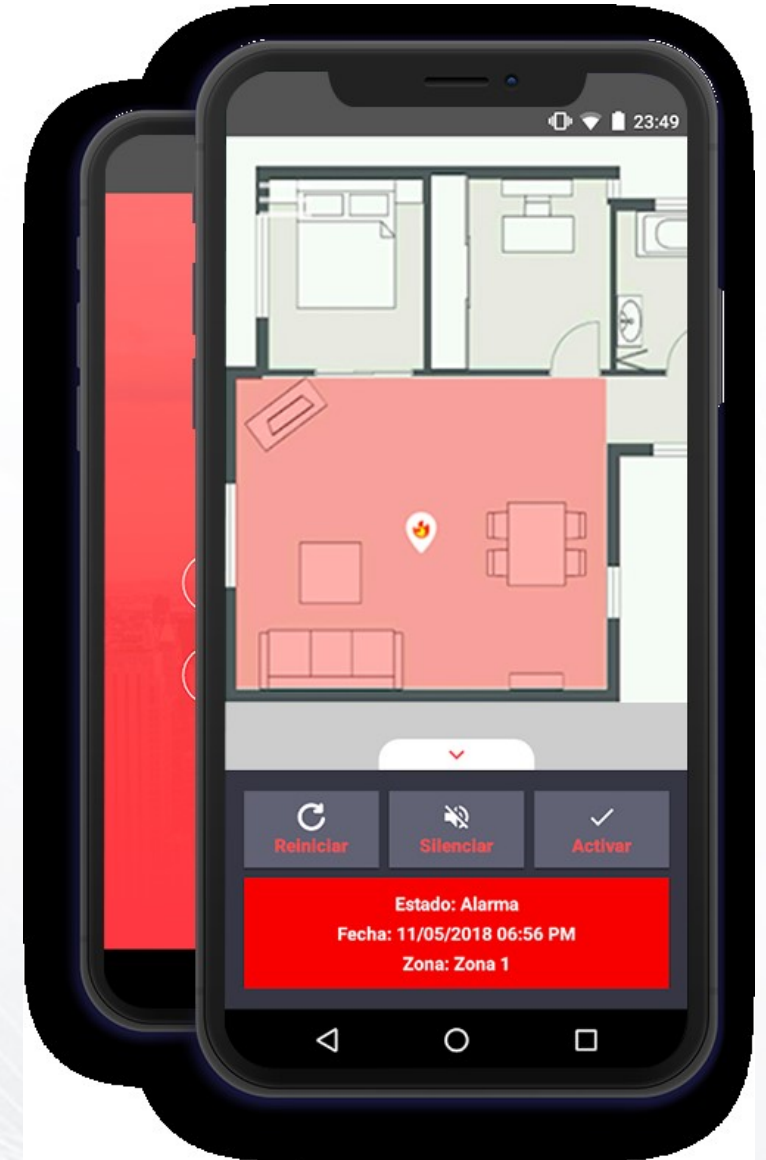 23:49
Reiniciar
Silenciar
Activar
Estado: Alarma
Fecha: 11/05/2018 06:56 PM
Zona: Zona 1